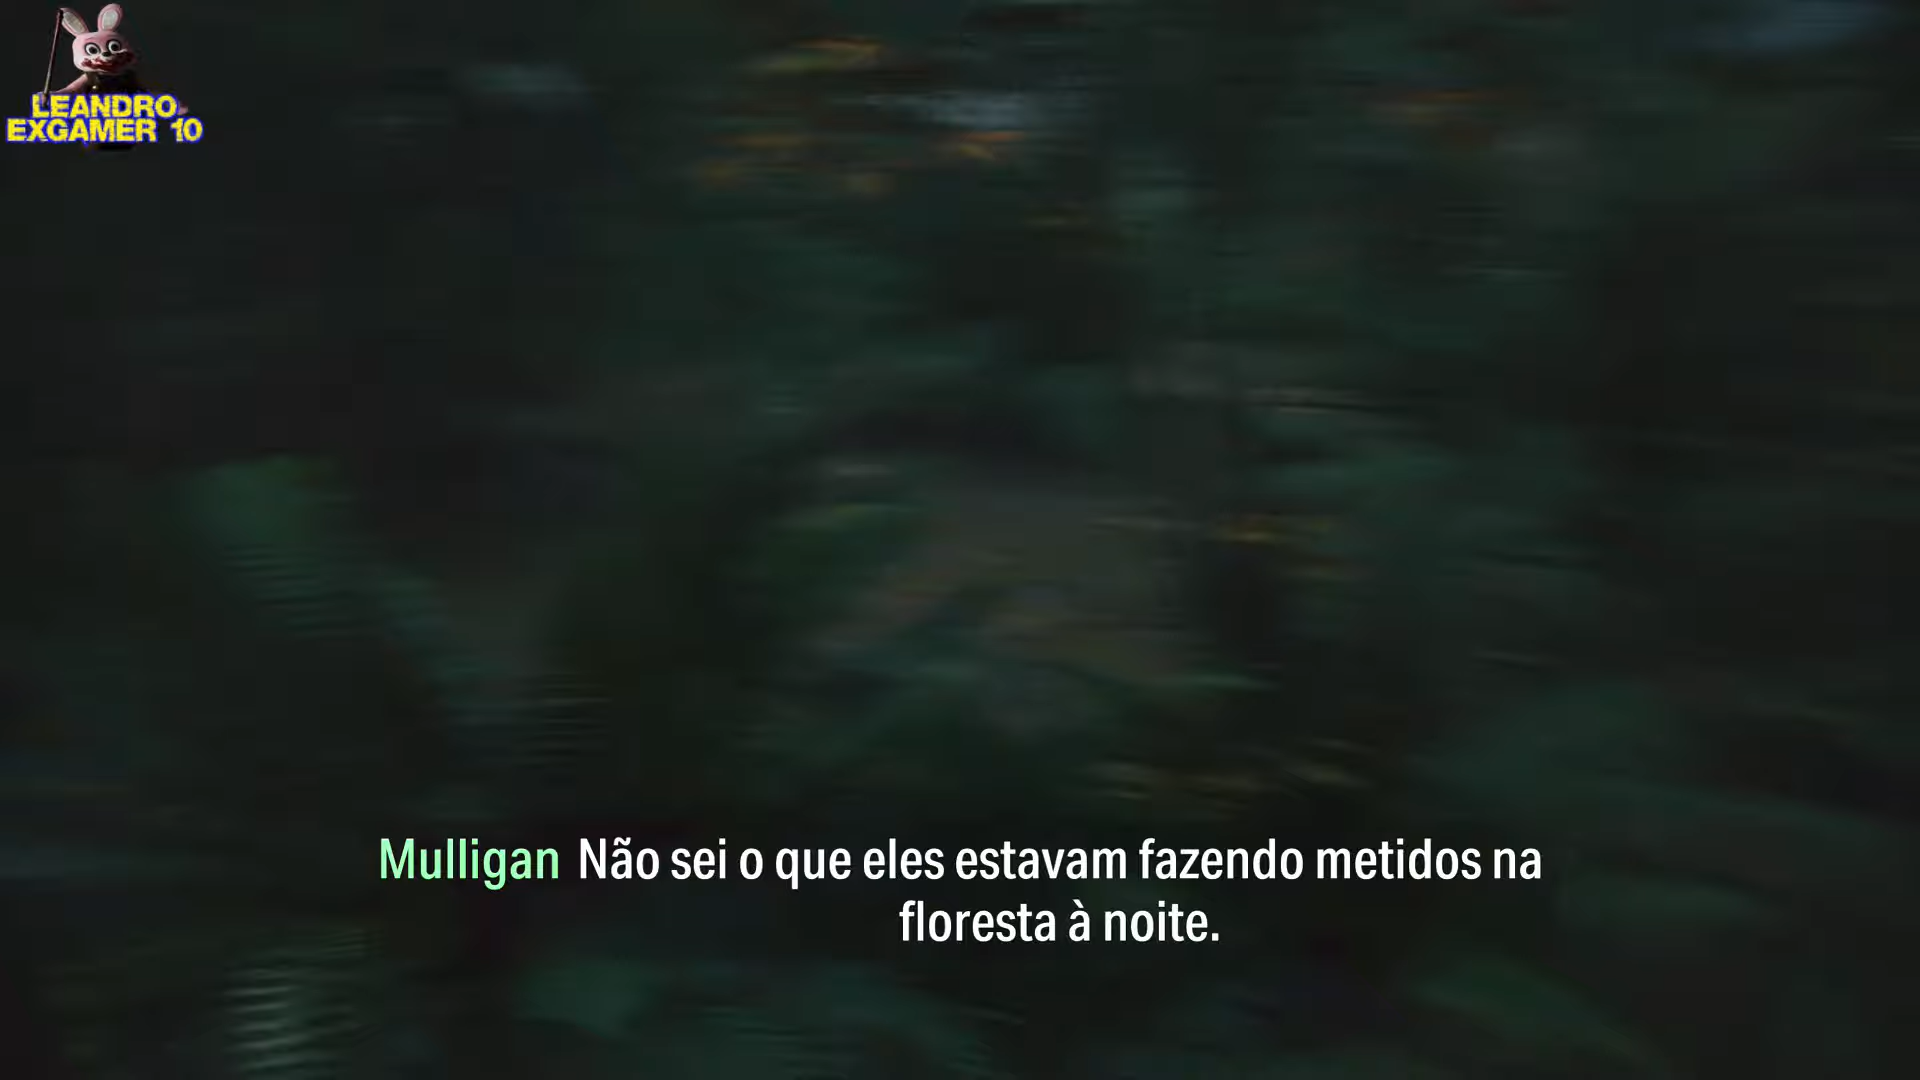 LEANDRO
EXGAMER 10
Mulligan Não sei o que eles estavam fazendo metidos na
floresta à noite.